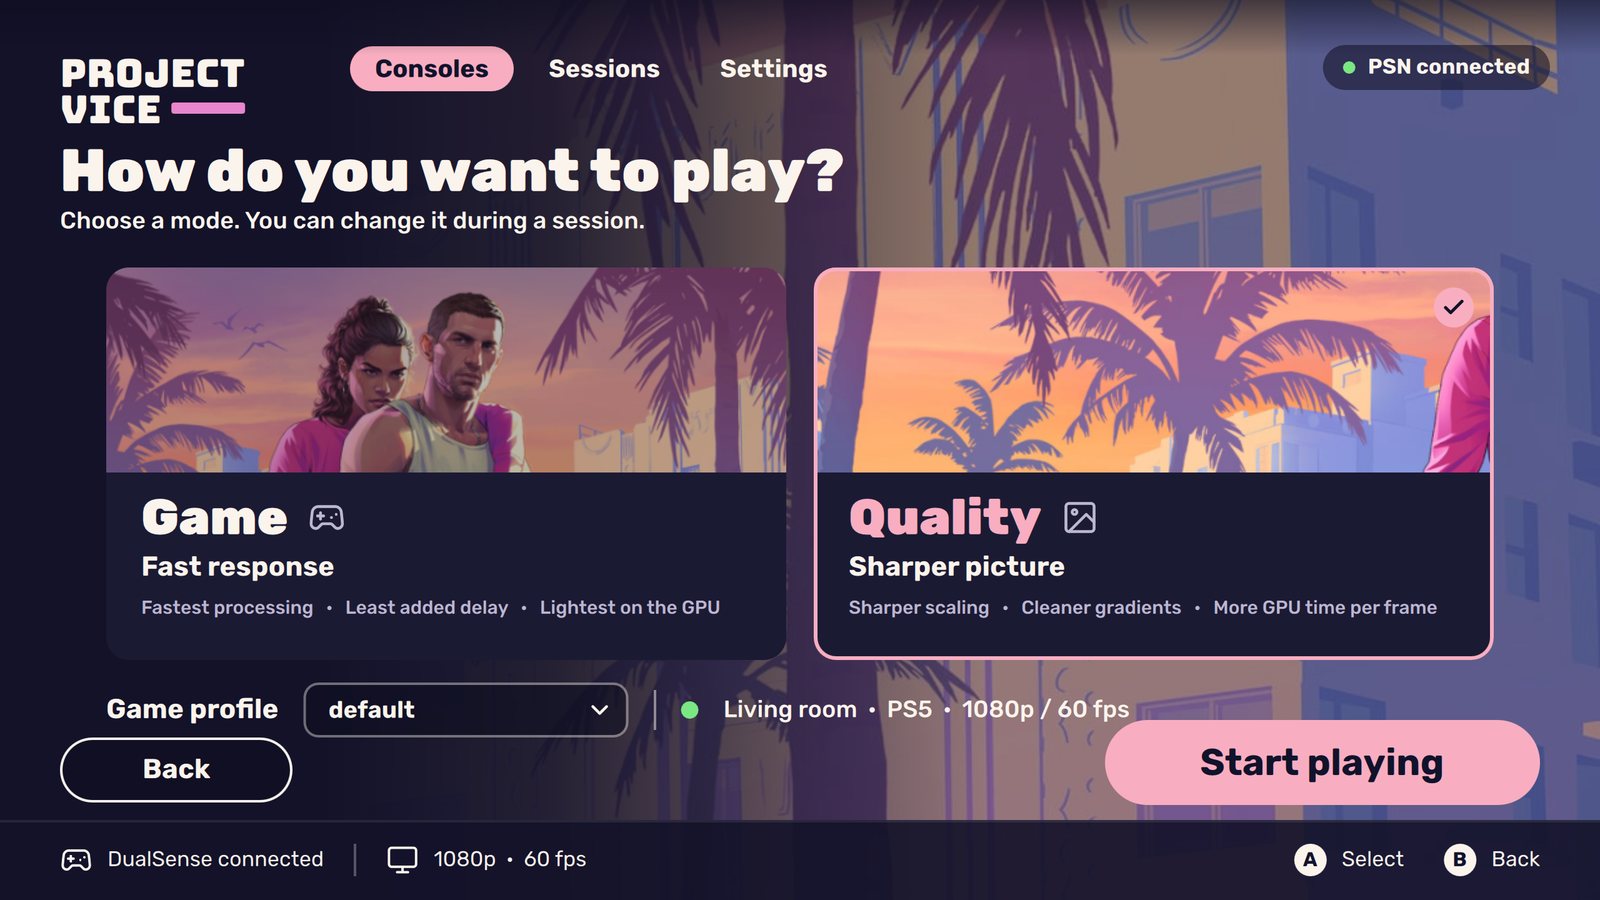 PROJECT
VICE
Consoles
Sessions
Settings
PSN connected
How do you want to play?
Choose a mode. You can change it during a session.
Game
Fast response
Fastest processing • Least added delay • Lightest on the GPU
Quality
Sharper picture
Sharper scaling • Cleaner gradients • More GPU time per frame
Game profile
default
Living room • PS5 • 1080p / 60 fps
Back
Start playing
DualSense connected
1080p • 60 fps
A Select
B Back